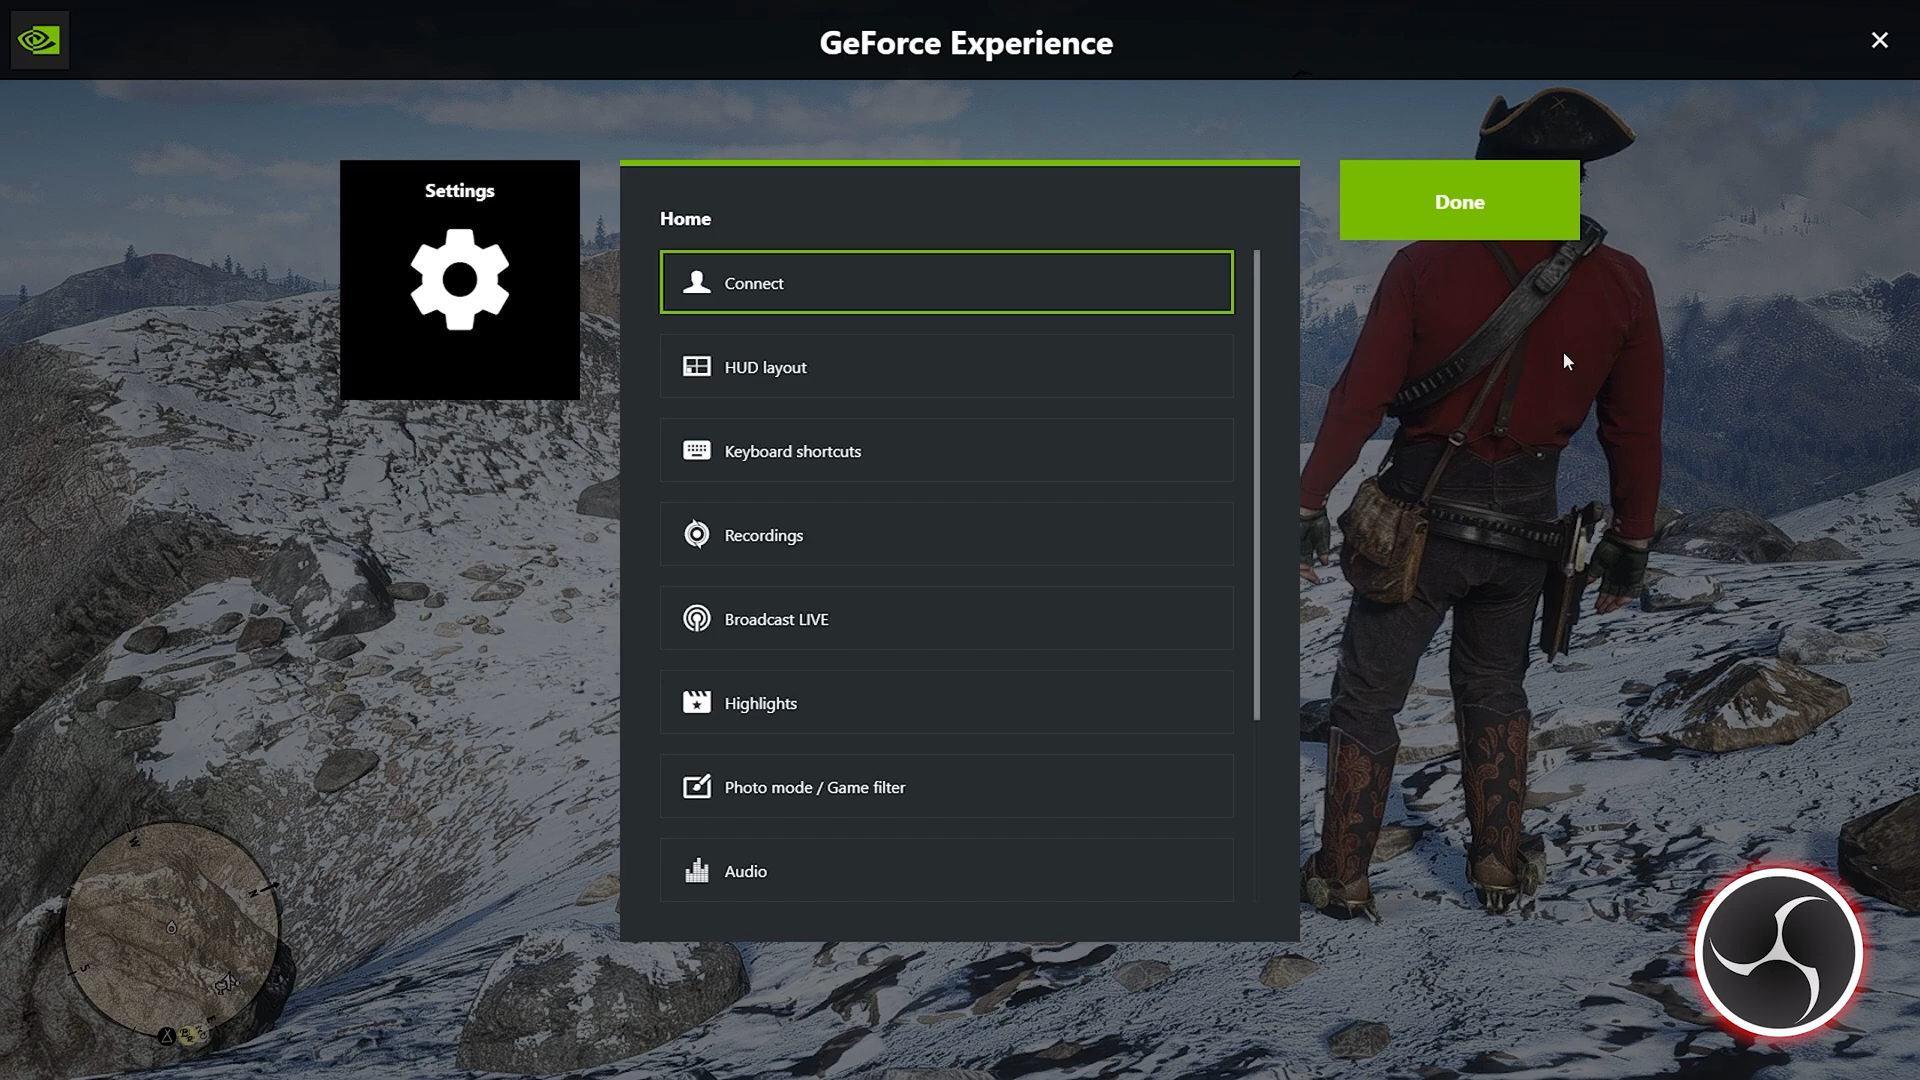 GeForce Experience
Settings
Home
Done
Connect
HUD layout
Keyboard shortcuts
Recordings
Broadcast LIVE
Highlights
Photo mode / Game filter
Audio